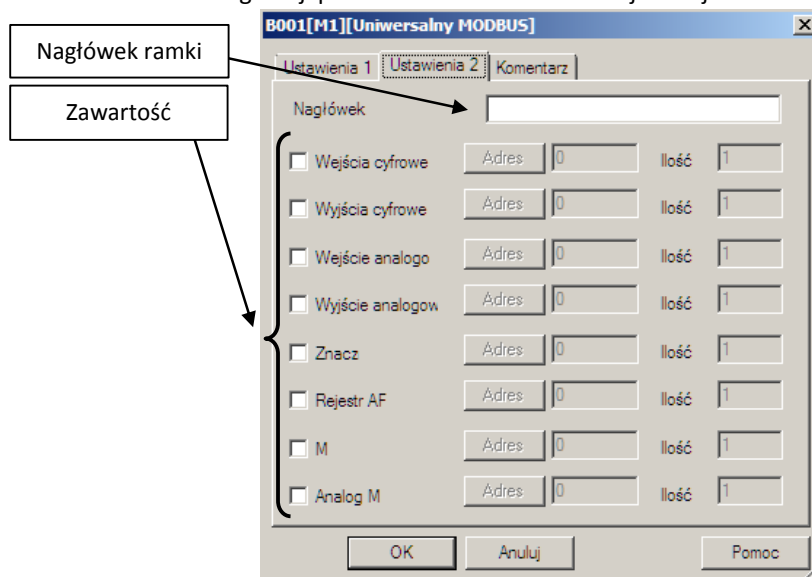 B001[M1][Uniwersalny MODBUS]
Nagłówek ramki
Zawartość
Ustawienia 1 Ustawienia 2 Komentarz
Nagłówek
Wejścia cyfrowe Adres 0 Ilość 1
Wyjścia cyfrowe Adres 0 Ilość 1
Wejście analogo Adres 0 Ilość 1
Wyjście analogow Adres 0 Ilość 1
Znacz Adres 0 Ilość 1
Rejestr AF Adres 0 Ilość 1
M Adres 0 Ilość 1
Analog M Adres 0 Ilość 1
OK Anuluj Pomoc